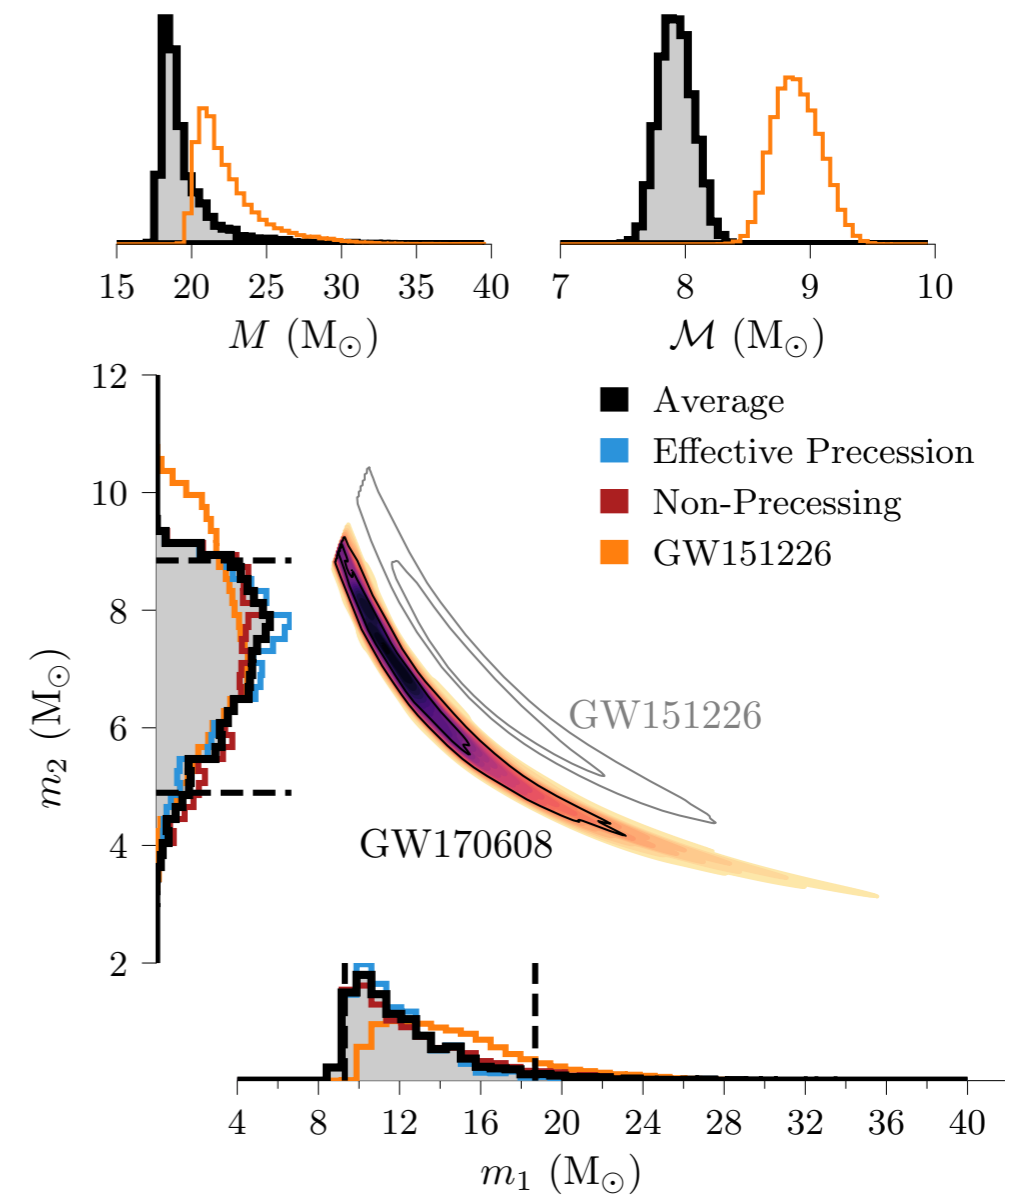 15 20 25 30 35 40
M (M☉)
7 8 9 10
ℳ (M☉)
12
10
8
6
4
2
m₂ (M☉)
Average
Effective Precession
Non-Precessing
GW151226
GW151226
GW170608
4 8 12 16 20 24 28 32 36 40
m₁ (M☉)